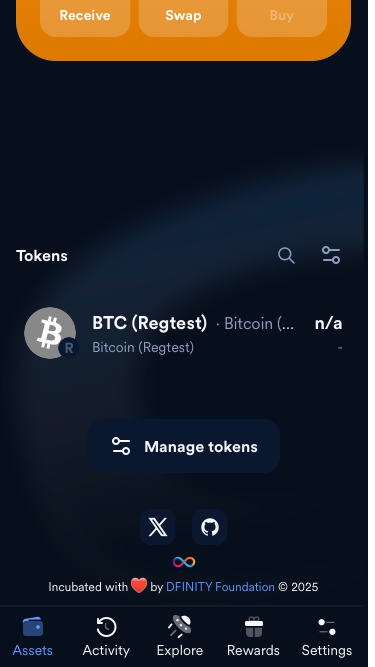 Receive Swap Buy
Tokens
BTC (Regtest) · Bitcoin (... n/a
R
Bitcoin (Regtest) -
Manage tokens
Incubated with ❤️ by DFINITY Foundation © 2025
Assets Activity Explore Rewards Settings